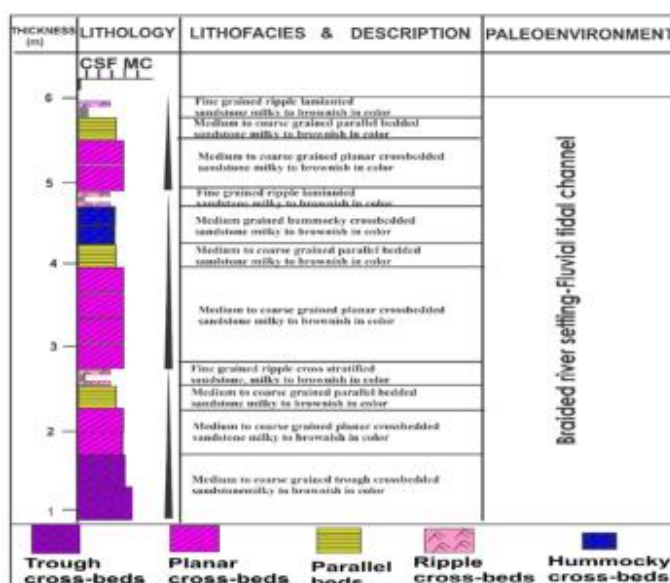 THICKNESS (m) LITHOLOGY LITHOFACIES & DESCRIPTION PALEOENVIRONMENT
CSF MC
6
Fine grained ripple lamianted
sandstone milky to brownish in color
Medium to coarse grained parallel bedded
sandstone milky to brownish in color
Medium to coarse grained planar crossbedded
sandstone milky to brownish in color
5
Fine grained ripple lamianted
sandstone milky to brownish in color
Medium grained hummocky crossbedded
sandstone milky to brownish in color
Medium to coarse grained parallel bedded
sandstone milky to brownish in color
4
Medium to coarse grained planar crossbedded
sandstone milky to brownish in color
3
Fine grained ripple cross stratified
sandstone, milky to brownish in color
Medium to coarse grained parallel bedded
sandstone milky to brownish in color
2
Medium to coarse grained planar crossbedded
sandstone milky to brownish in color
Medium to coarse grained trough crossbedded
sandstonemilky to brownish in color
1
Braided river setting-Fluvial tidal channel
Trough
cross-beds
Planar
cross-beds
Parallel
beds
Ripple
cross-beds
Hummocky
cross-beds